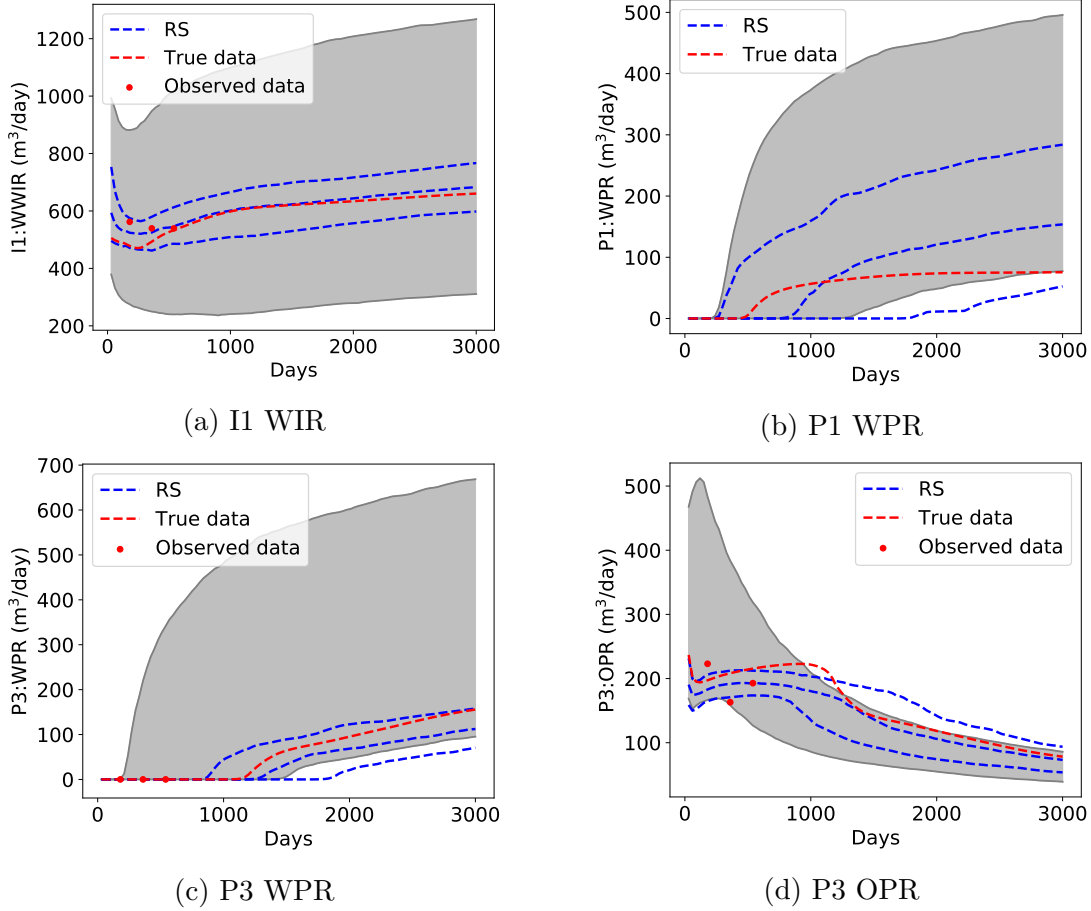 RS
True data
Observed data
1200
1000
800
600
400
200
I1:WWIR (m³/day)
0
1000
2000
3000
Days
(a) I1 WIR
RS
True data
500
400
300
200
100
0
P1:WPR (m³/day)
0
1000
2000
3000
Days
(b) P1 WPR
RS
True data
Observed data
700
600
500
400
300
200
100
0
P3:WPR (m³/day)
0
1000
2000
3000
Days
(c) P3 WPR
RS
True data
Observed data
500
400
300
200
100
P3:OPR (m³/day)
0
1000
2000
3000
Days
(d) P3 OPR